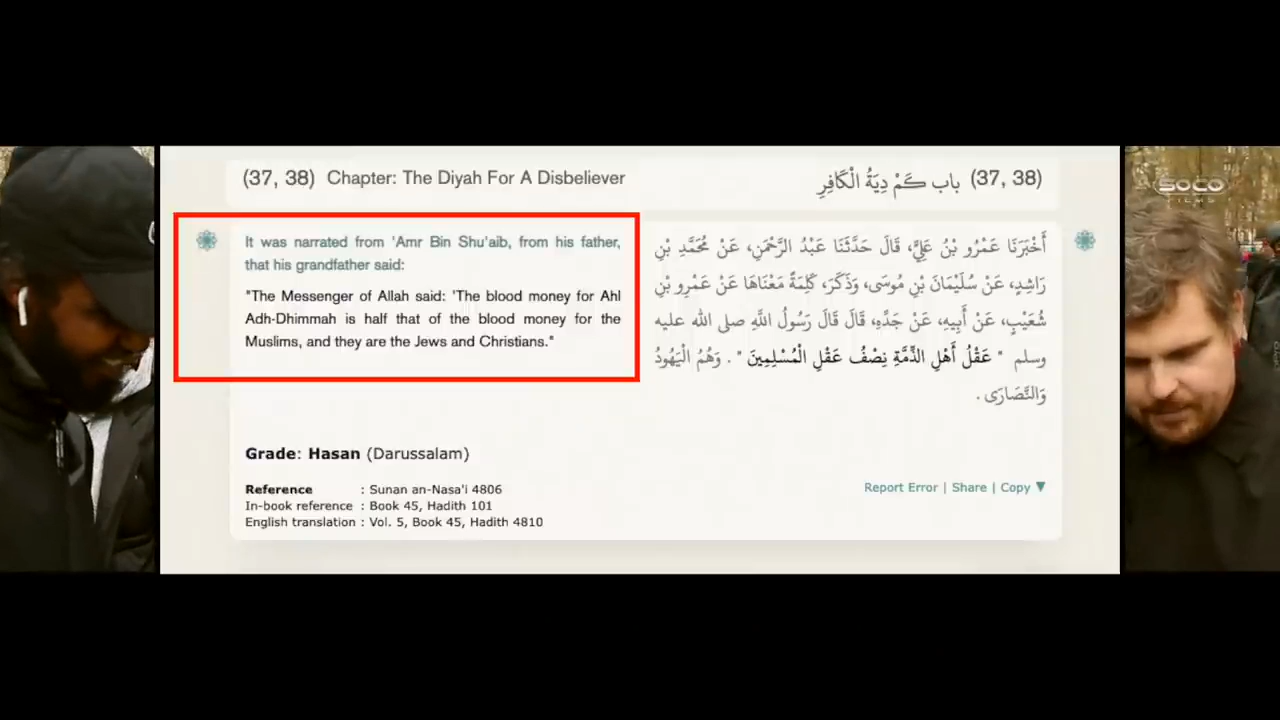 (37, 38) Chapter: The Diyah For A Disbeliever
(37, 38) باب كَمْ دِيَةُ الْكَافِرِ
It was narrated from 'Amr Bin Shu'aib, from his father,
that his grandfather said:
"The Messenger of Allah said: 'The blood money for Ahl
Adh-Dhimmah is half that of the blood money for the
Muslims, and they are the Jews and Christians."
أَخْبَرَنَا عَمْرُو بْنُ عَلِيٍّ، قَالَ حَدَّثَنَا عَبْدُ الرَّحْمَنِ، عَنْ مُحَمَّدِ بْنِ
رَاشِدٍ، عَنْ سُلَيْمَانَ بْنِ مُوسَى، وَذَكَرَ، كَلِمَةً مَعْنَاهَا عَنْ عَمْرِو بْنِ
شُعَيْبٍ، عَنْ أَبِيهِ، عَنْ جَدِّهِ، قَالَ قَالَ رَسُولُ اللَّهِ صلى الله عليه
وسلم " عَقْلُ أَهْلِ الذِّمَّةِ نِصْفُ عَقْلِ الْمُسْلِمِينَ " . وَهُمُ الْيَهُودُ
وَالنَّصَارَى .
Grade: Hasan (Darussalam)
Reference : Sunan an-Nasa'i 4806
In-book reference : Book 45, Hadith 101
English translation : Vol. 5, Book 45, Hadith 4810
Report Error | Share | Copy ▼
SOCO
FILMS